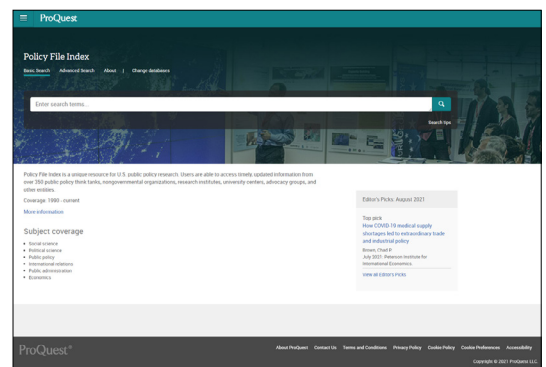 ProQuest
Policy File Index
Basic Search Advanced Search About | Change databases
Enter search terms...
Search tips
Policy File Index is a unique resource for U.S. public policy research. Users are able to access timely, updated information from
over 350 public policy think tanks, nongovernmental organizations, research institutes, university centers, advocacy groups, and
other entities.
Coverage: 1980 - current
More information
Subject coverage
• Social science
• Political science
• Public policy
• International relations
• Public administration
• Economics
Editor's Picks: August 2021
Top pick
How COVID-19 medical supply
shortages led to extraordinary trade
and industrial policy
Bown, Chad P.
July 2021- Peterson Institute for
International Economics.
View all Editor's Picks
ProQuest®
About ProQuest Contact Us Terms and Conditions Privacy Policy Cookie Policy Cookie Preferences Accessibility
Copyright © 2021 ProQuest LLC.